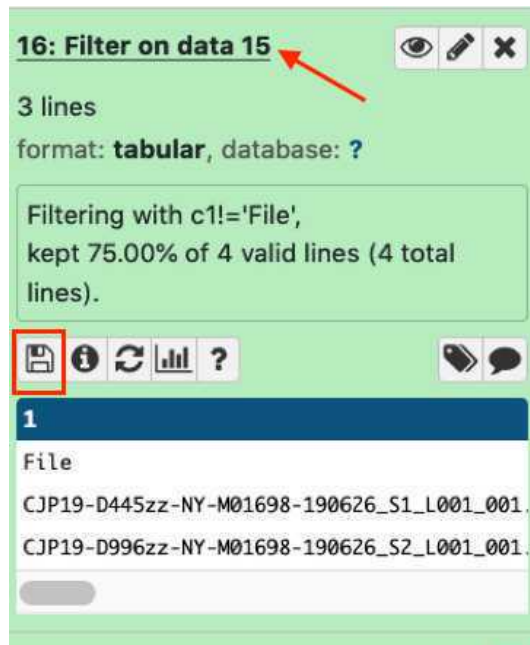 16: Filter on data 15
3 lines
format: tabular, database: ?
Filtering with c1!='File',
kept 75.00% of 4 valid lines (4 total
lines).
?
1
File
CJP19-D445zz-NY-M01698-190626_S1_L001_001.
CJP19-D996zz-NY-M01698-190626_S2_L001_001.